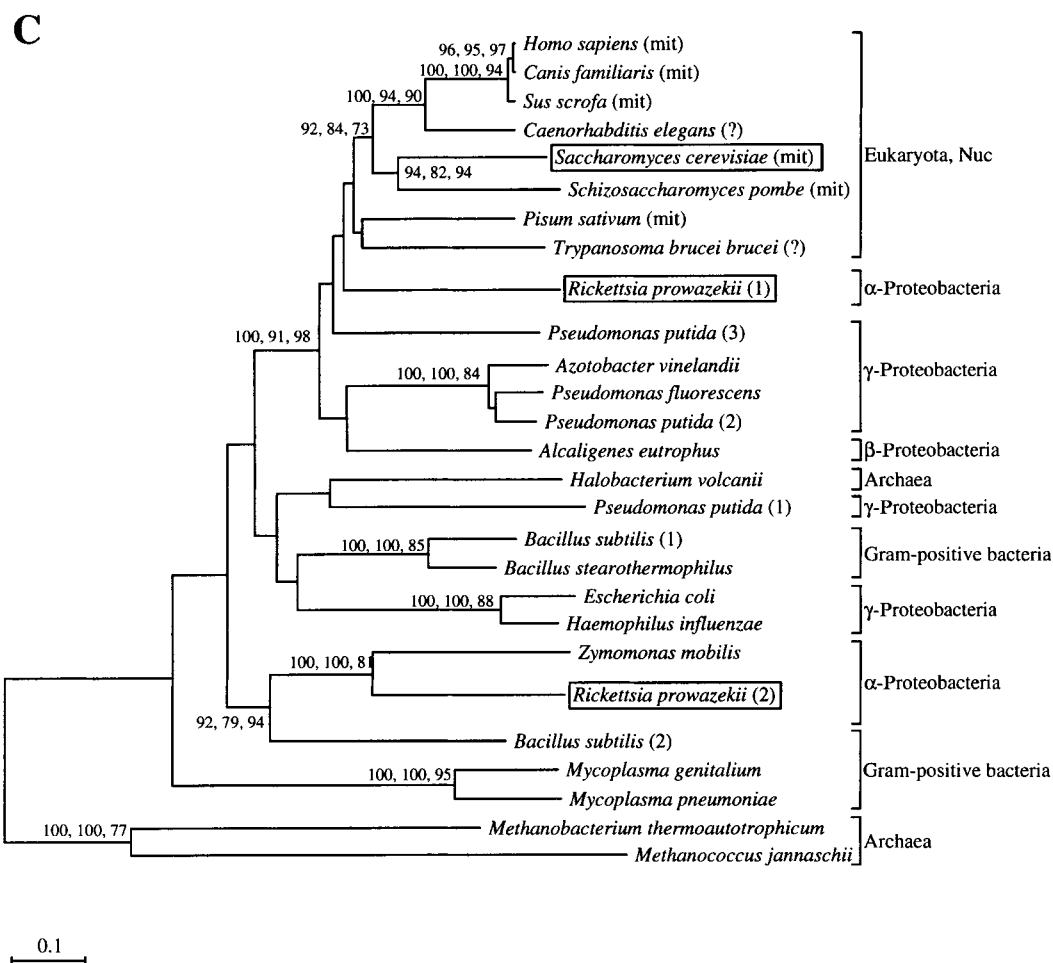 C
96, 95, 97 Homo sapiens (mit)
100, 100, 94 Canis familiaris (mit)
100, 94, 90 Sus scrofa (mit)
92, 84, 73 Caenorhabditis elegans (?)
Saccharomyces cerevisiae (mit) Eukaryota, Nuc
94, 82, 94
Schizosaccharomyces pombe (mit)
Pisum sativum (mit)
Trypanosoma brucei brucei (?)
Rickettsia prowazekii (1) α-Proteobacteria
100, 91, 98 Pseudomonas putida (3)
100, 100, 84 Azotobacter vinelandii γ-Proteobacteria
Pseudomonas fluorescens
Pseudomonas putida (2)
Alcaligenes eutrophus β-Proteobacteria
Halobacterium volcanii Archaea
Pseudomonas putida (1) γ-Proteobacteria
100, 100, 85 Bacillus subtilis (1)
Gram-positive bacteria
Bacillus stearothermophilus
100, 100, 88 Escherichia coli
γ-Proteobacteria
Haemophilus influenzae
100, 100, 81 Zymomonas mobilis
α-Proteobacteria
Rickettsia prowazekii (2)
92, 79, 94
Bacillus subtilis (2)
100, 100, 95 Mycoplasma genitalium Gram-positive bacteria
Mycoplasma pneumoniae
100, 100, 77 Methanobacterium thermoautotrophicum
Archaea
Methanococcus jannaschii
0.1